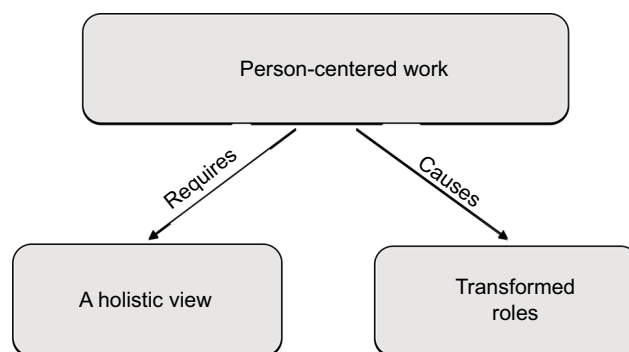 Person-centered work
Requires
Causes
A holistic view
Transformed
roles